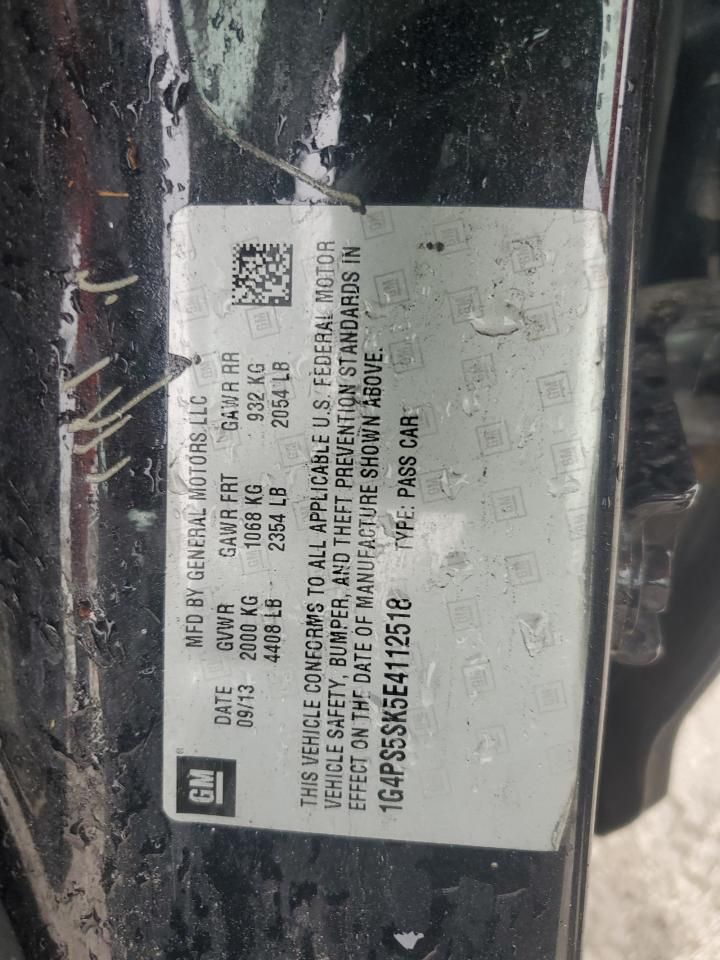 GM
®
MFD BY GENERAL MOTORS LLC
DATE GVWR GAWR FRT GAWR RR
09/13 2000 KG 1068 KG 932 KG
4408 LB 2354 LB 2054 LB
THIS VEHICLE CONFORMS TO ALL APPLICABLE U.S. FEDERAL MOTOR
VEHICLE SAFETY, BUMPER, AND THEFT PREVENTION STANDARDS IN
EFFECT ON THE DATE OF MANUFACTURE SHOWN ABOVE.
1G4PS5SK5E4112518 TYPE: PASS CAR